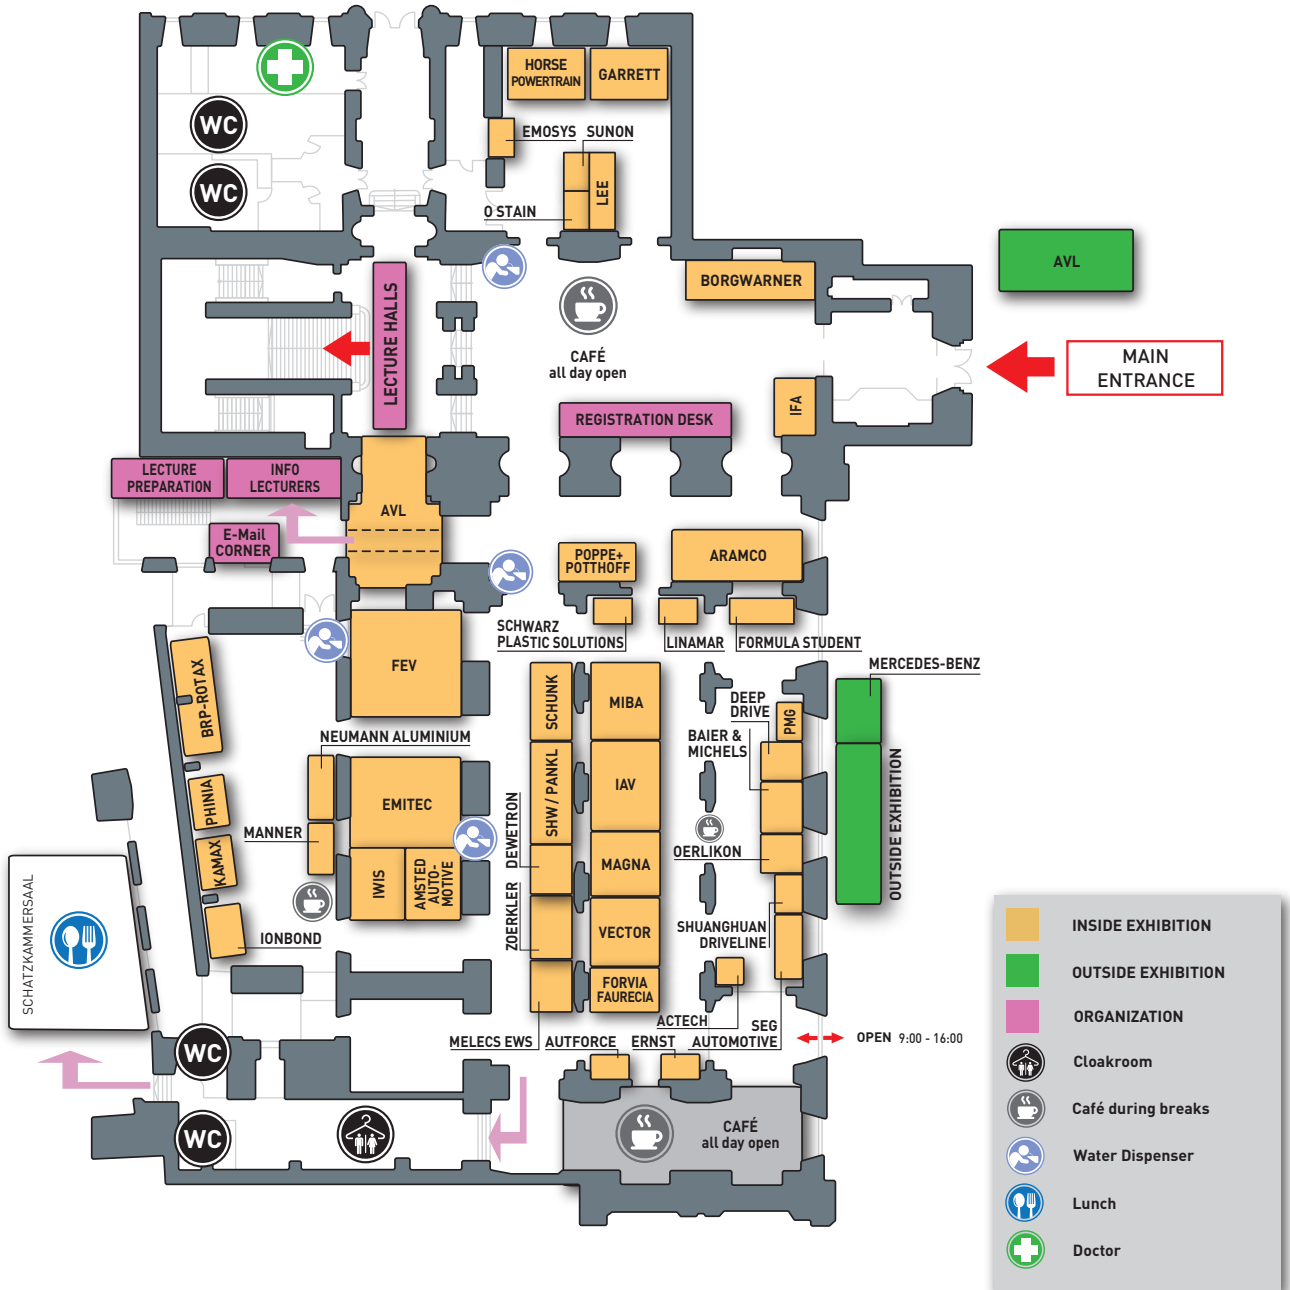 HORSE
POWERTRAIN
GARRETT
WC
EMOSYS
SUNON
LEE
WC
O STAIN
AVL
BORGWARNER
LECTURE HALLS
CAFÉ
all day open
MAIN
ENTRANCE
IFA
REGISTRATION DESK
LECTURE
PREPARATION
INFO
LECTURERS
AVL
E-Mail
CORNER
POPPE+
POTTHOFF
ARAMCO
SCHWARZ
PLASTIC SOLUTIONS
LINAMAR
FORMULA STUDENT
FEV
MERCEDES-BENZ
BRP-ROTAX
SCHUNK
MIBA
DEEP
DRIVE
PMG
NEUMANN ALUMINIUM
BAIER &
MICHELS
SHW / PANKL
IAV
OUTSIDE EXHIBITION
PHINIA
EMITEC
MANNER
DEWETRON
OERLIKON
KAMAX
MAGNA
IWIS
AMSTED
AUTO-
MOTIVE
SCHATZKAMMERSAAL
ZOERKLER
VECTOR
SHUANGHUAN
DRIVELINE
IONBOND
FORVIA
FAURECIA
ACTECH
SEG
AUTOMOTIVE
MELECS EWS
AUTFORCE
ERNST
OPEN 9:00 - 16:00
WC
WC
CAFÉ
all day open
INSIDE EXHIBITION
OUTSIDE EXHIBITION
ORGANIZATION
Cloakroom
Café during breaks
Water Dispenser
Lunch
Doctor